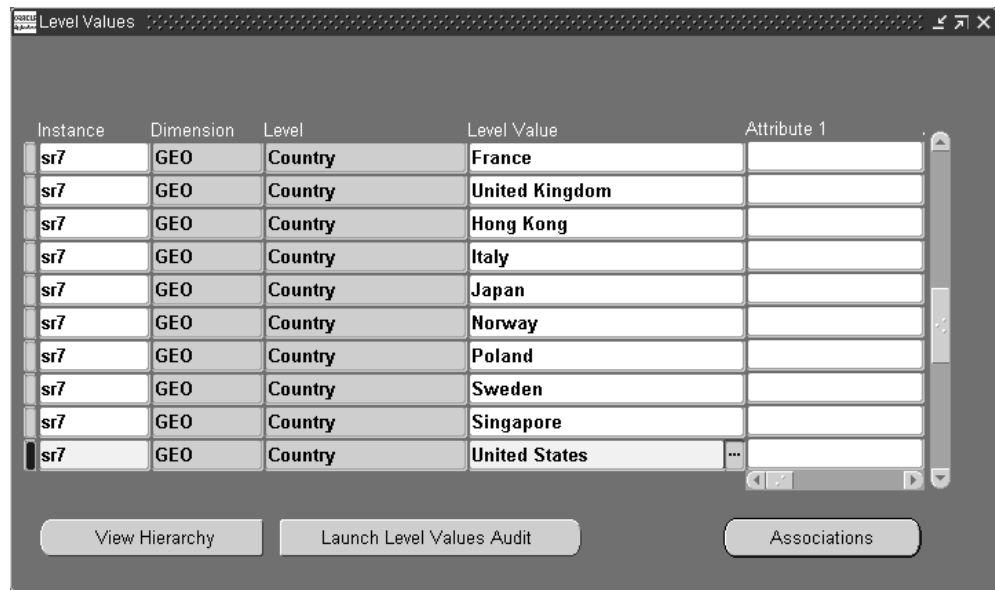 ORACLE Level Values
Instance Dimension Level Level Value Attribute 1
sr7 GEO Country France
sr7 GEO Country United Kingdom
sr7 GEO Country Hong Kong
sr7 GEO Country Italy
sr7 GEO Country Japan
sr7 GEO Country Norway
sr7 GEO Country Poland
sr7 GEO Country Sweden
sr7 GEO Country Singapore
sr7 GEO Country United States ...
View Hierarchy Launch Level Values Audit Associations